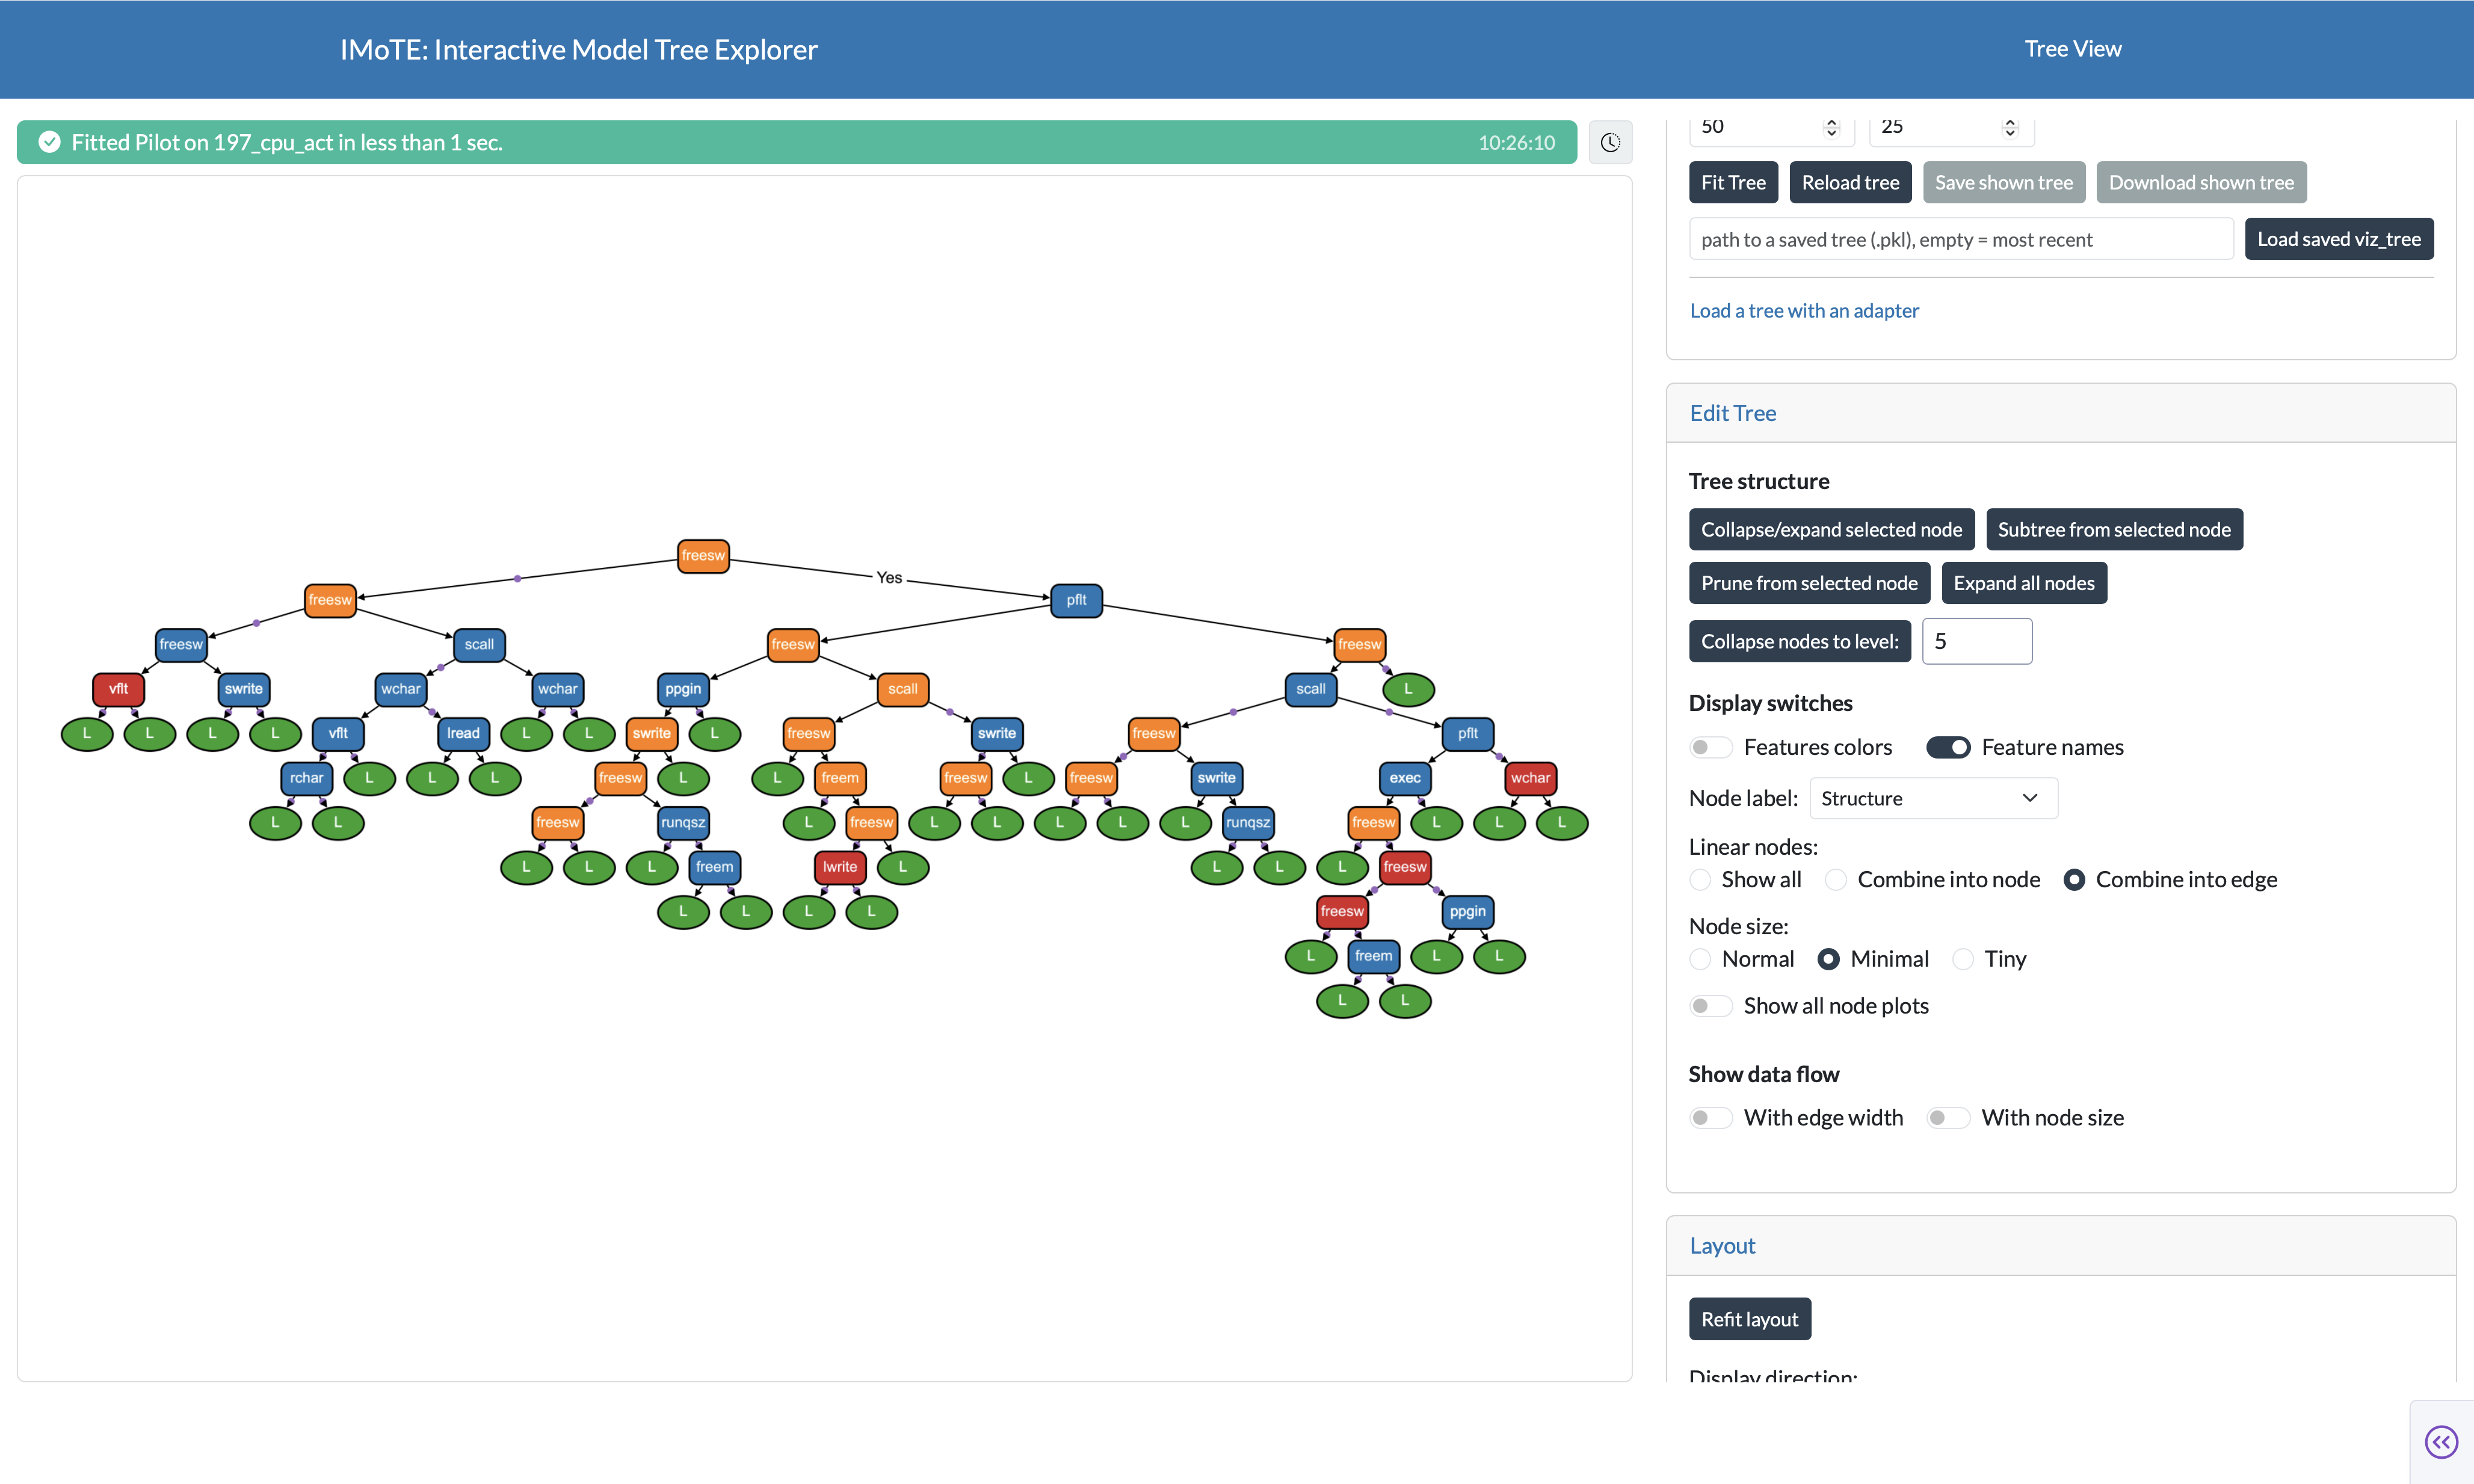 IMoTE: Interactive Model Tree Explorer
Tree View
Fitted Pilot on 197_cpu_act in less than 1 sec.
10:26:10
freesw
Yes
freesw
pflt
freesw
scall
freesw
freesw
vflt
swrite
wchar
wchar
ppgin
scall
scall
L
L
L
L
L
vflt
lread
L
L
swrite
L
freesw
swrite
freesw
pflt
rchar
L
L
L
freesw
L
L
freem
freesw
L
freesw
swrite
exec
wchar
L
L
freesw
runqsz
L
freesw
L
L
L
L
L
runqsz
freesw
L
L
L
L
L
L
freem
lwrite
L
L
L
L
freesw
L
L
L
L
freesw
ppgin
L
freem
L
L
L
L
50
25
Fit Tree
Reload tree
Save shown tree
Download shown tree
path to a saved tree (.pkl), empty = most recent
Load saved viz_tree
Load a tree with an adapter
Edit Tree
Tree structure
Collapse/expand selected node
Subtree from selected node
Prune from selected node
Expand all nodes
Collapse nodes to level:
5
Display switches
Features colors
Feature names
Node label:
Structure
Linear nodes:
Show all
Combine into node
Combine into edge
Node size:
Normal
Minimal
Tiny
Show all node plots
Show data flow
With edge width
With node size
Layout
Refit layout
Display direction: